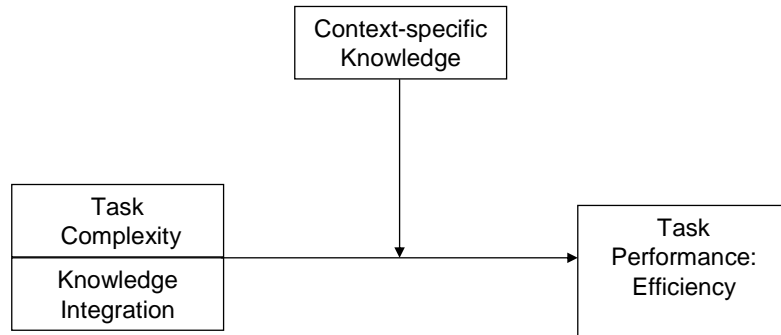 Context-specific
Knowledge
Task
Complexity
Knowledge
Integration
Task
Performance:
Efficiency